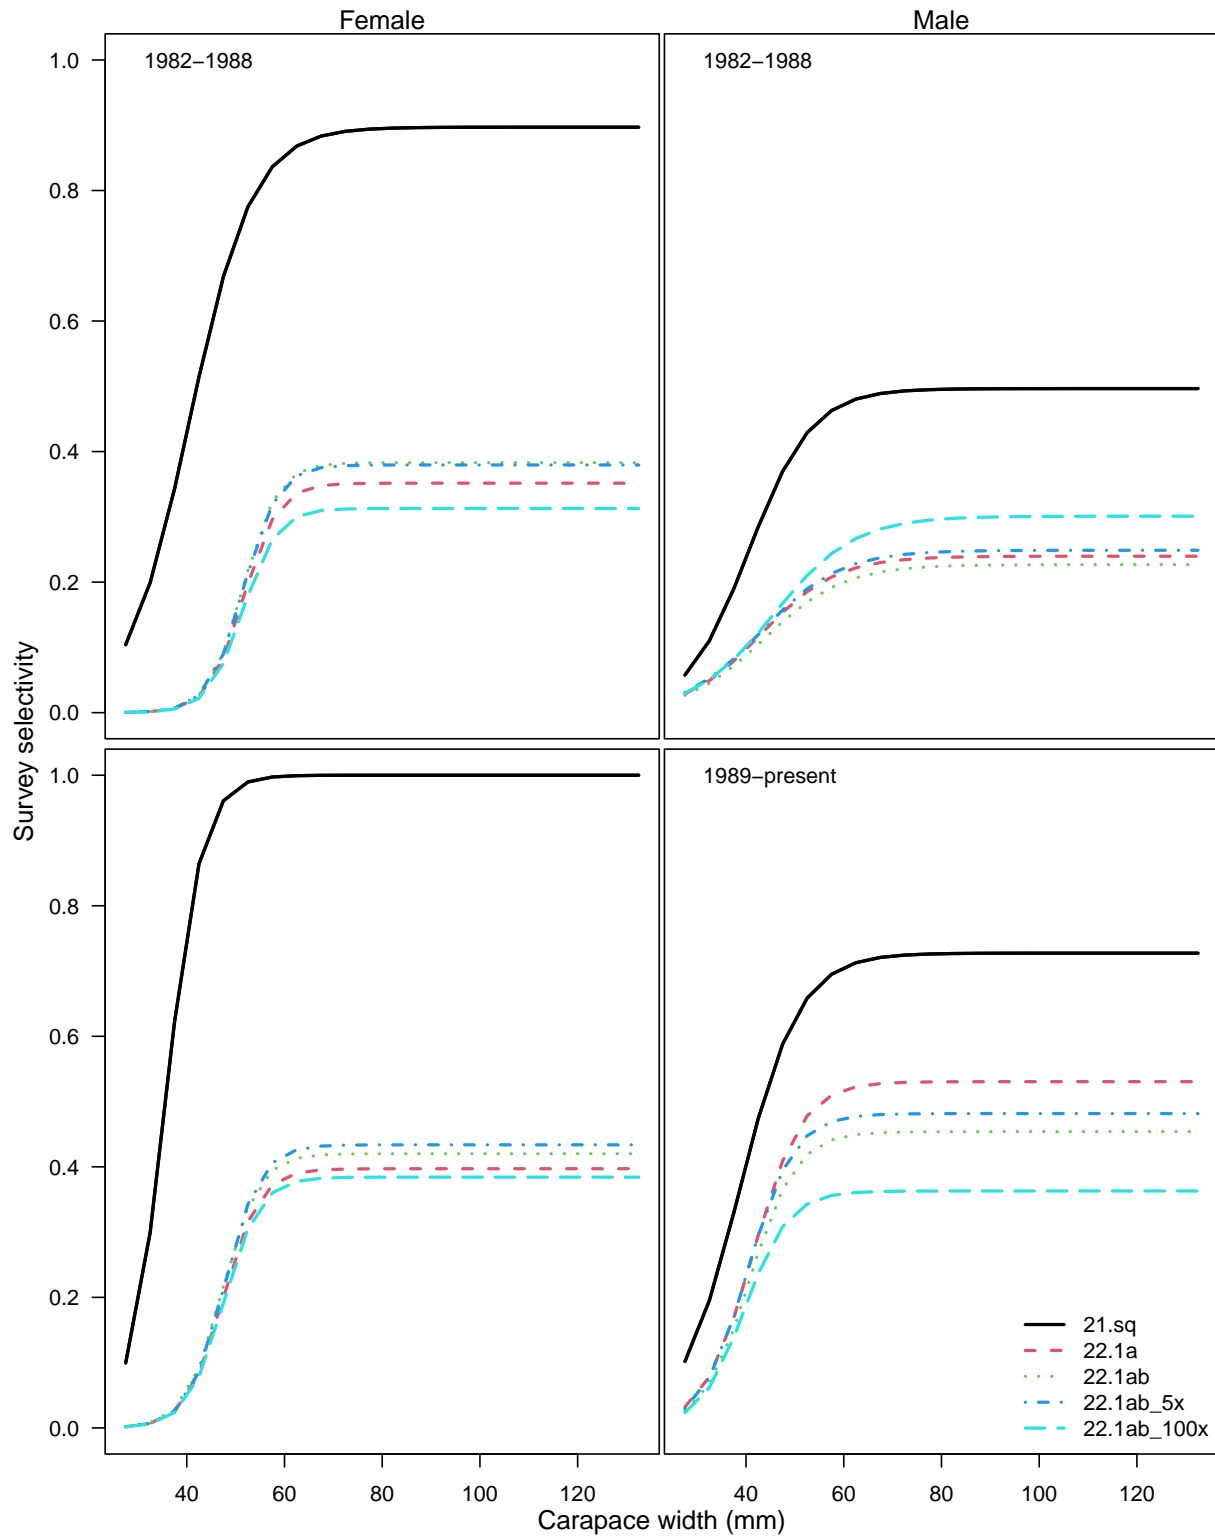 Female
Male
1982–1988
1982–1988
1.0
0.8
0.6
0.4
0.2
0.0
Survey selectivity
1989–present
1.0
0.8
0.6
0.4
0.2
0.0
21.sq
22.1a
22.1ab
22.1ab_5x
22.1ab_100x
40 60 80 100 120
40 60 80 100 120
Carapace width (mm)